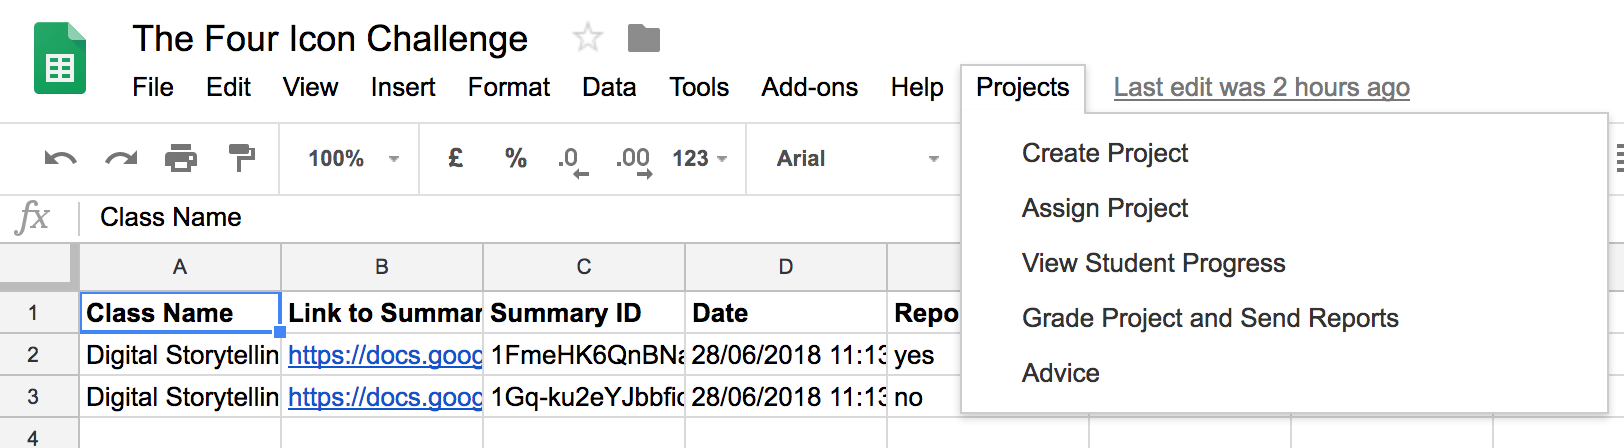 The Four Icon Challenge
File Edit View Insert Format Data Tools Add-ons Help Projects Last edit was 2 hours ago
100% £ % .0 .00 123 Arial
Create Project
Assign Project
View Student Progress
Grade Project and Send Reports
Advice
fx Class Name
A B C D
1 Class Name Link to Summar Summary ID Date Repo
2 Digital Storytellin https://docs.goog 1FmeHK6QnBNa 28/06/2018 11:13 yes
3 Digital Storytellin https://docs.goog 1Gq-ku2eYJbbfic 28/06/2018 11:13 no
4